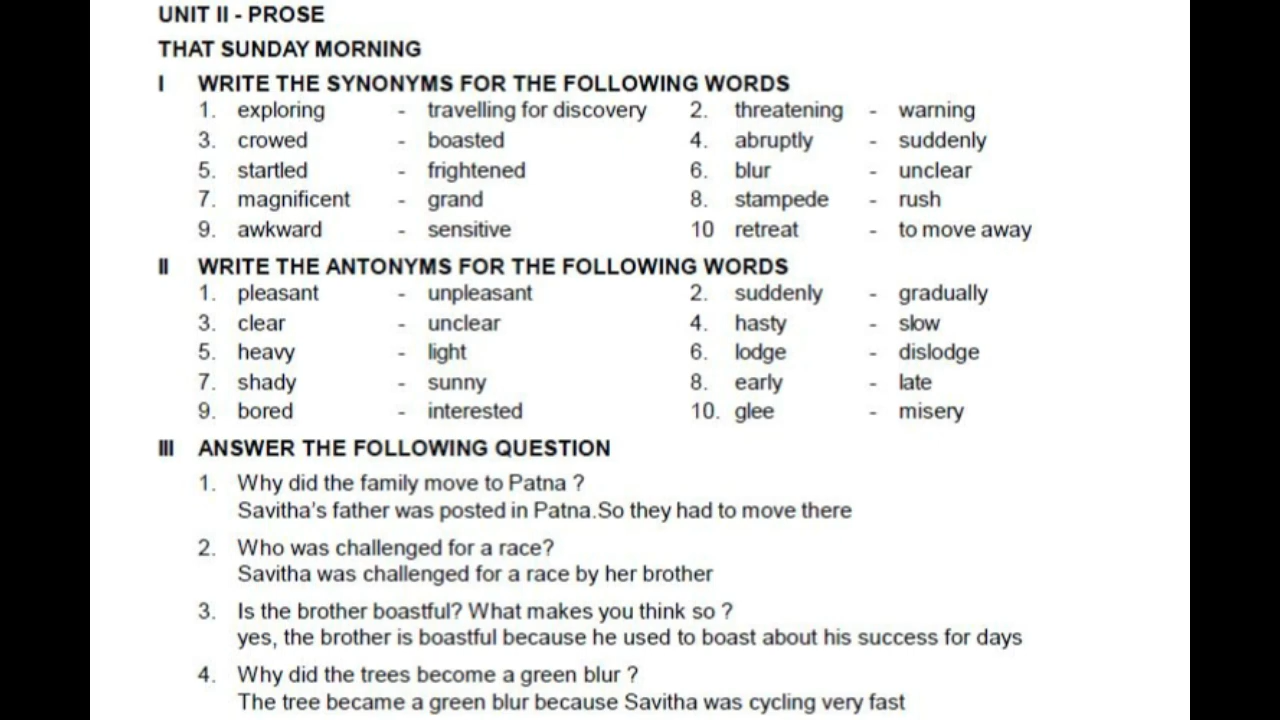 UNIT II - PROSE
THAT SUNDAY MORNING
I WRITE THE SYNONYMS FOR THE FOLLOWING WORDS
1. exploring - travelling for discovery 2. threatening - warning
3. crowed - boasted 4. abruptly - suddenly
5. startled - frightened 6. blur - unclear
7. magnificent - grand 8. stampede - rush
9. awkward - sensitive 10 retreat - to move away
II WRITE THE ANTONYMS FOR THE FOLLOWING WORDS
1. pleasant - unpleasant 2. suddenly - gradually
3. clear - unclear 4. hasty - slow
5. heavy - light 6. lodge - dislodge
7. shady - sunny 8. early - late
9. bored - interested 10. glee - misery
III ANSWER THE FOLLOWING QUESTION
1. Why did the family move to Patna ?
Savitha's father was posted in Patna.So they had to move there
2. Who was challenged for a race?
Savitha was challenged for a race by her brother
3. Is the brother boastful? What makes you think so ?
yes, the brother is boastful because he used to boast about his success for days
4. Why did the trees become a green blur ?
The tree became a green blur because Savitha was cycling very fast